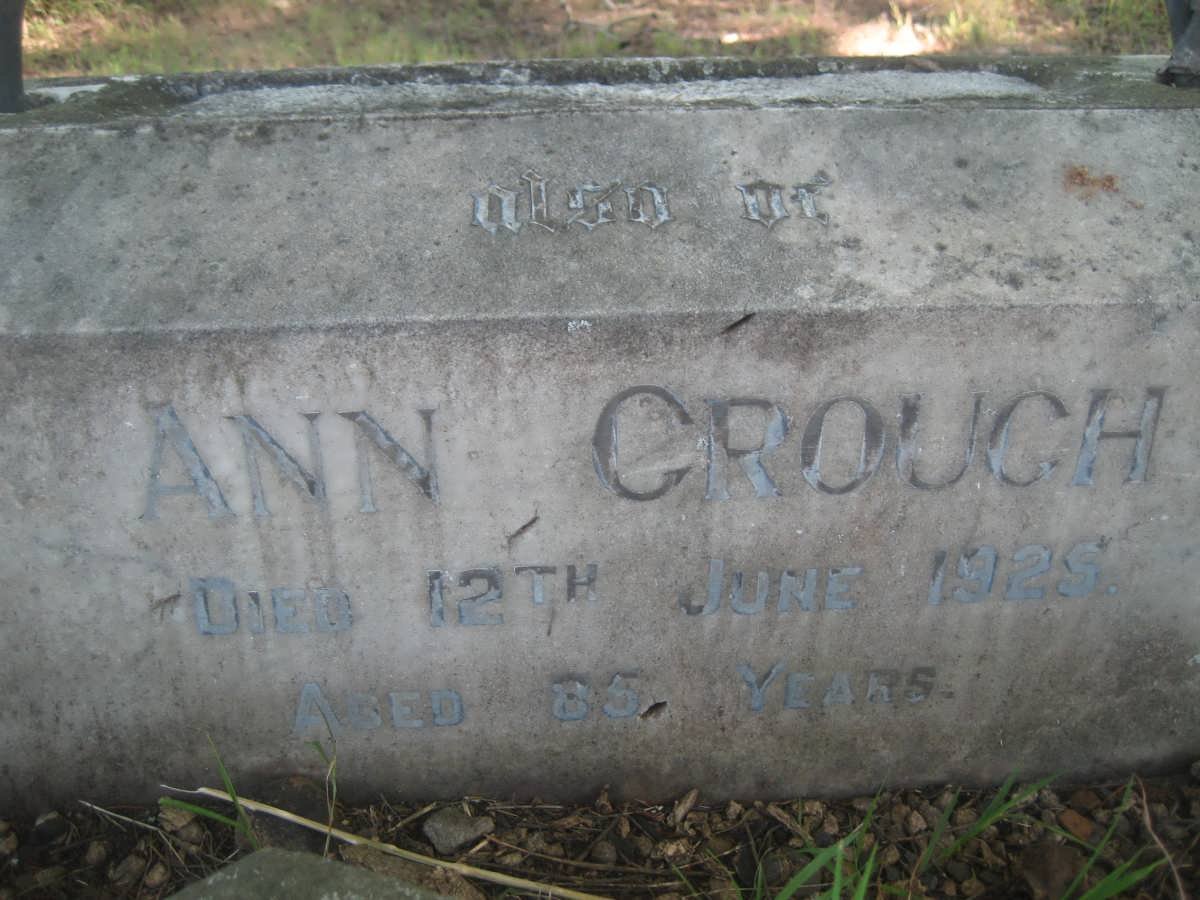 also of
ANN CROUCH
DIED 12TH JUNE 1925.
AGED 85 YEARS.